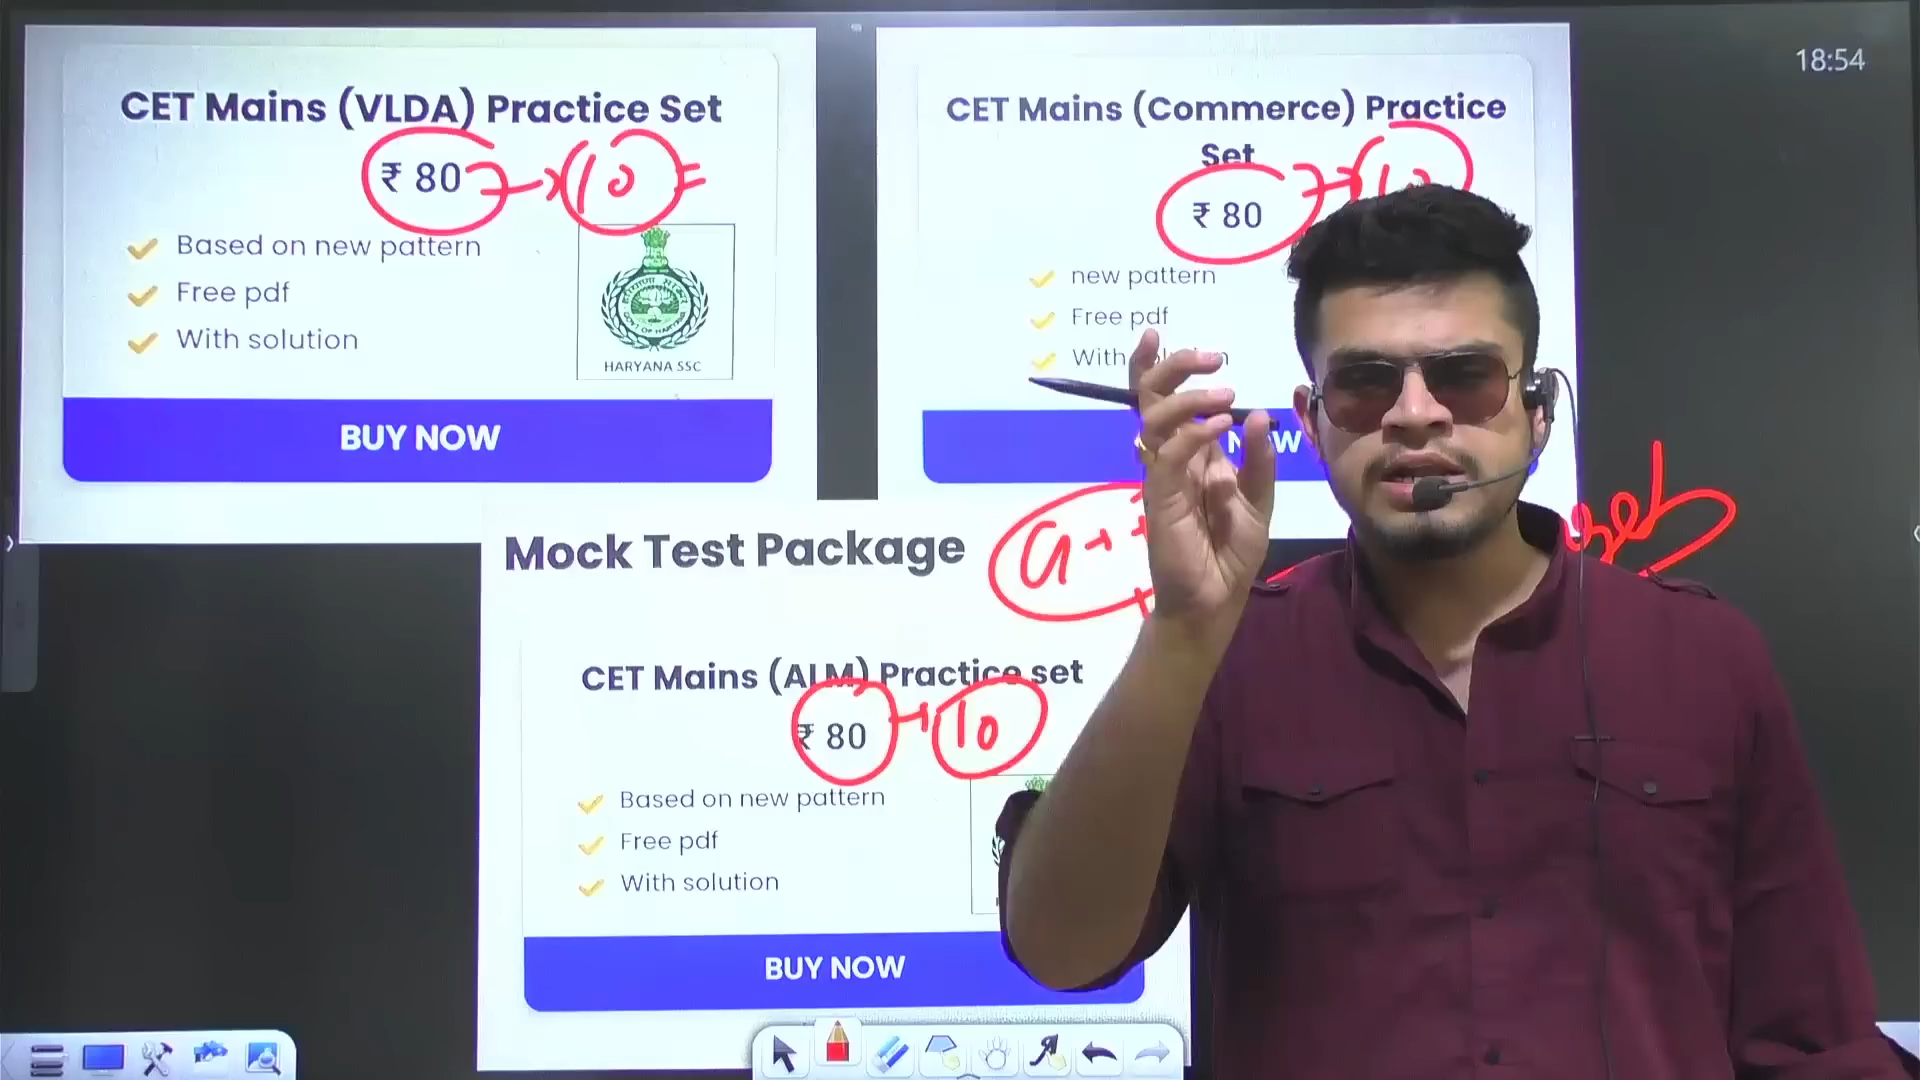 18:54
CET Mains (VLDA) Practice Set
₹ 80 → 10 =
Based on new pattern
Free pdf
With solution
HARYANA SSC
BUY NOW
CET Mains (Commerce) Practice
Set
₹ 80
new pattern
Free pdf
With
BUY NOW
Mock Test Package
CET Mains (ALM) Practice set
₹ 80 → 10
Based on new pattern
Free pdf
With solution
BUY NOW